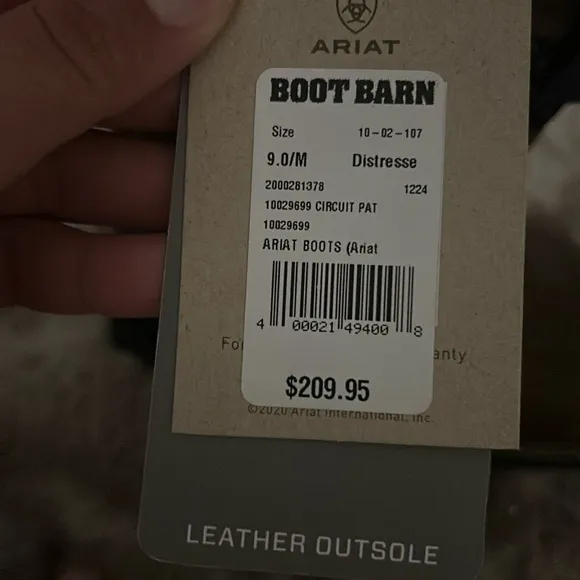 ARIAT
BOOT BARN
Size 10-02-107
9.0/M Distresse
2000281378 1224
10029699 CIRCUIT PAT
10029699
ARIAT BOOTS (Ariat
4 00021 49400 8
$209.95
©2020 Ariat International, Inc.
LEATHER OUTSOLE